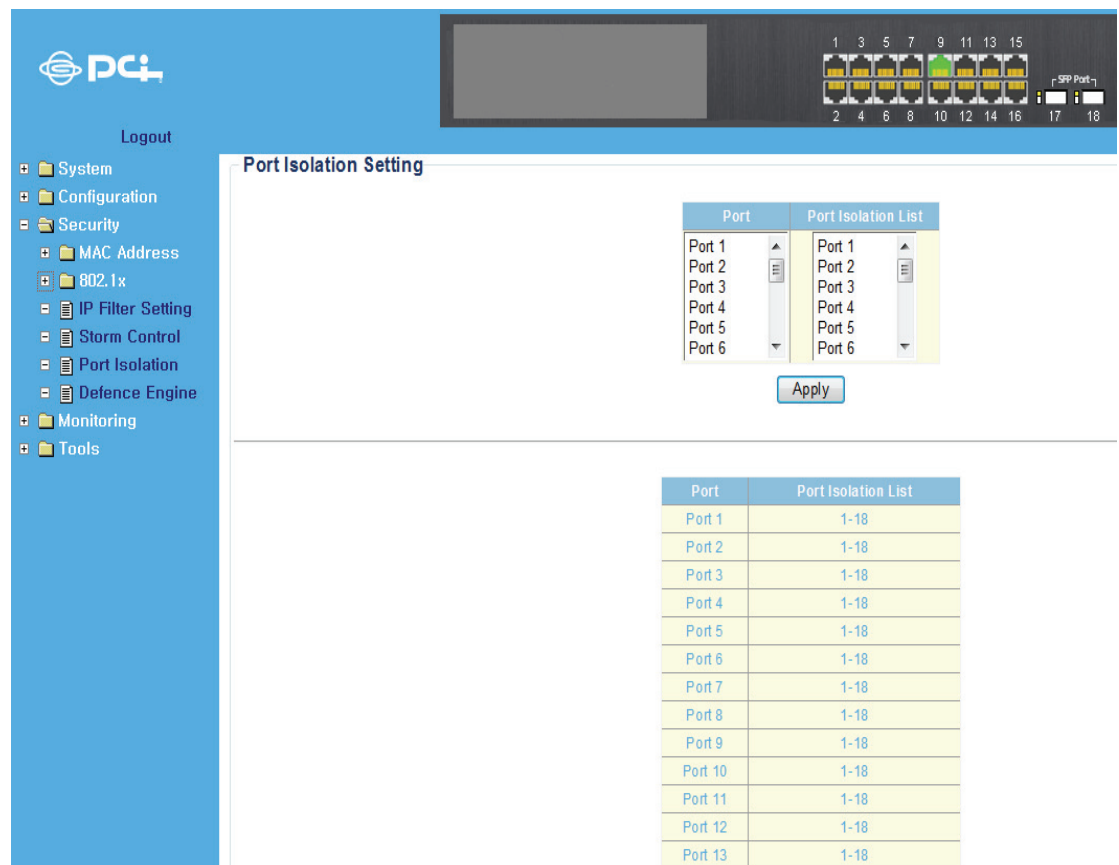 PCi
1 3 5 7 9 11 13 15
SFP Port
2 4 6 8 10 12 14 16 17 18
Logout
System
Configuration
Security
MAC Address
802.1x
IP Filter Setting
Storm Control
Port Isolation
Defence Engine
Monitoring
Tools
Port Isolation Setting
Port Port Isolation List
Port 1 Port 1
Port 2 Port 2
Port 3 Port 3
Port 4 Port 4
Port 5 Port 5
Port 6 Port 6
Apply
Port Port Isolation List
Port 1 1-18
Port 2 1-18
Port 3 1-18
Port 4 1-18
Port 5 1-18
Port 6 1-18
Port 7 1-18
Port 8 1-18
Port 9 1-18
Port 10 1-18
Port 11 1-18
Port 12 1-18
Port 13 1-18